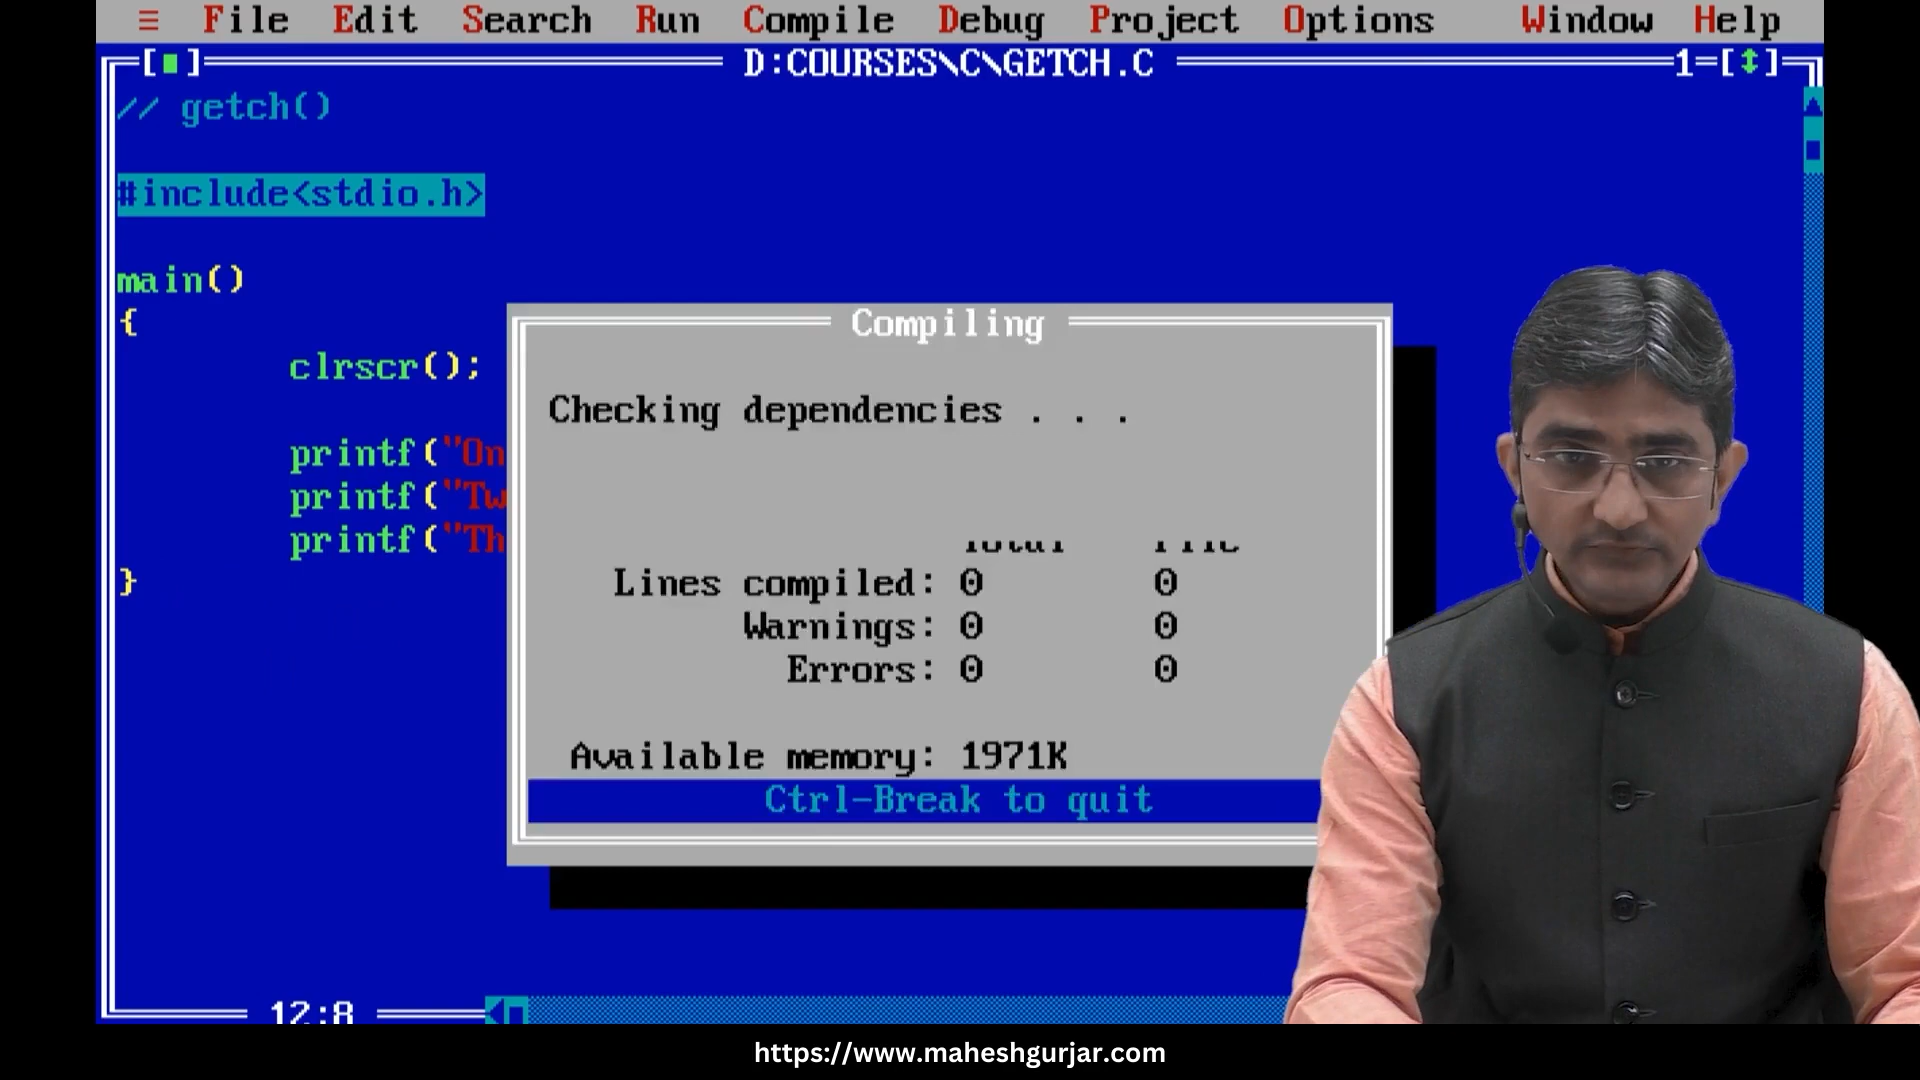 ≡ File Edit Search Run Compile Debug Project Options Window Help
[■] D:COURSES\C\GETCH.C 1=[↕]
// getch()
#include<stdio.h>
main()
{
clrscr();
printf("On
printf("Tw
printf("Th
}
Compiling
Checking dependencies . . .
Total File
Lines compiled: 0 0
Warnings: 0 0
Errors: 0 0
Available memory: 1971K
Ctrl-Break to quit
12:8
https://www.maheshgurjar.com